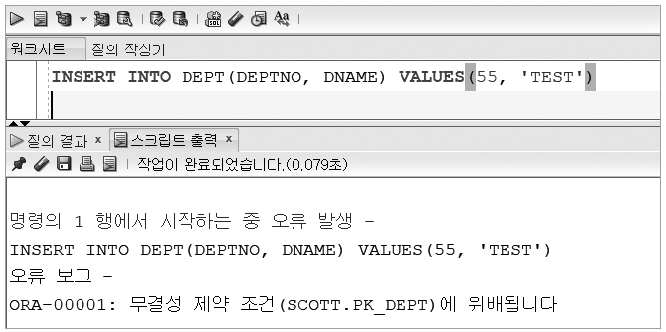 워크시트 질의 작성기
INSERT INTO DEPT(DEPTNO, DNAME) VALUES(55, 'TEST')
질의 결과 x 스크립트 출력 x
작업이 완료되었습니다.(0.079초)
명령의 1 행에서 시작하는 중 오류 발생 -
INSERT INTO DEPT(DEPTNO, DNAME) VALUES(55, 'TEST')
오류 보고 -
ORA-00001: 무결성 제약 조건(SCOTT.PK_DEPT)에 위배됩니다